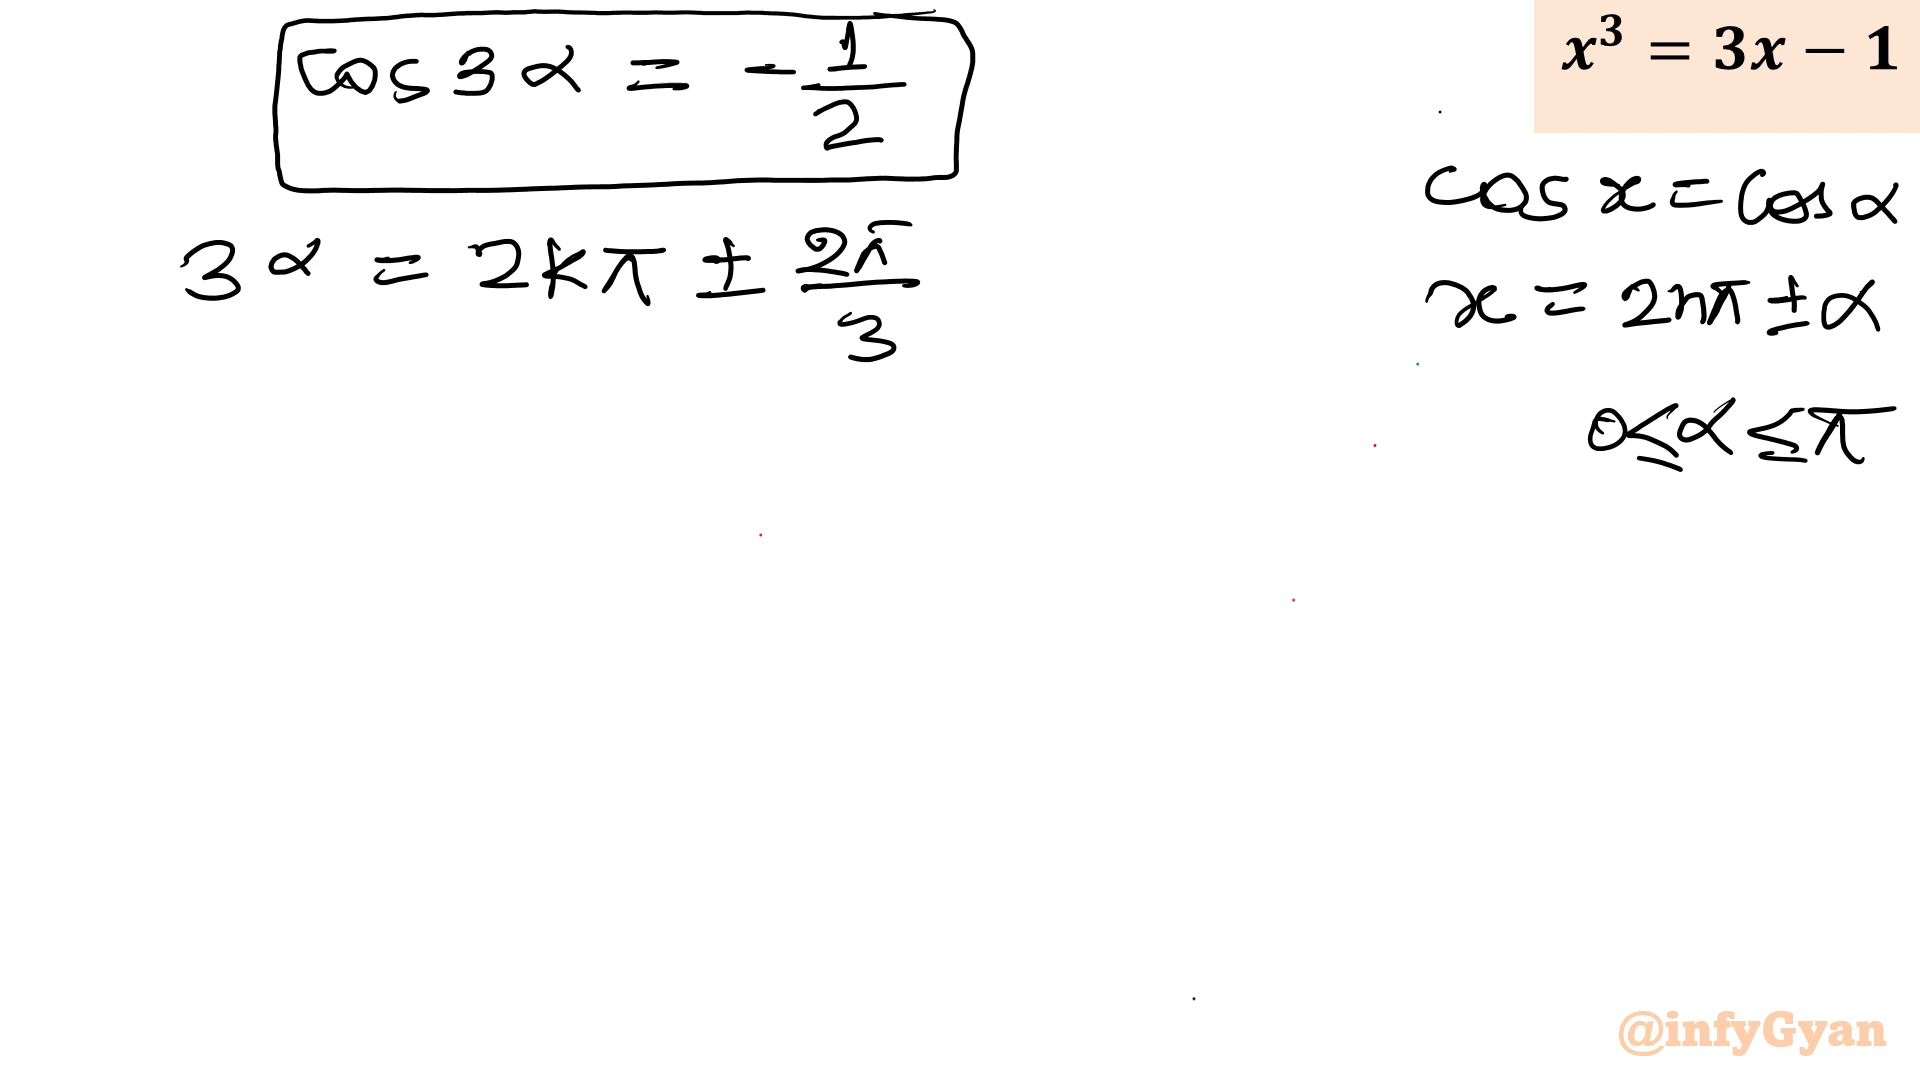 cos 3α = -1/2
x³ = 3x − 1
3α = 2kπ ± 2π/3
cos x = cos α
x = 2nπ ± α
0 ≤ α ≤ π
@infyGyan